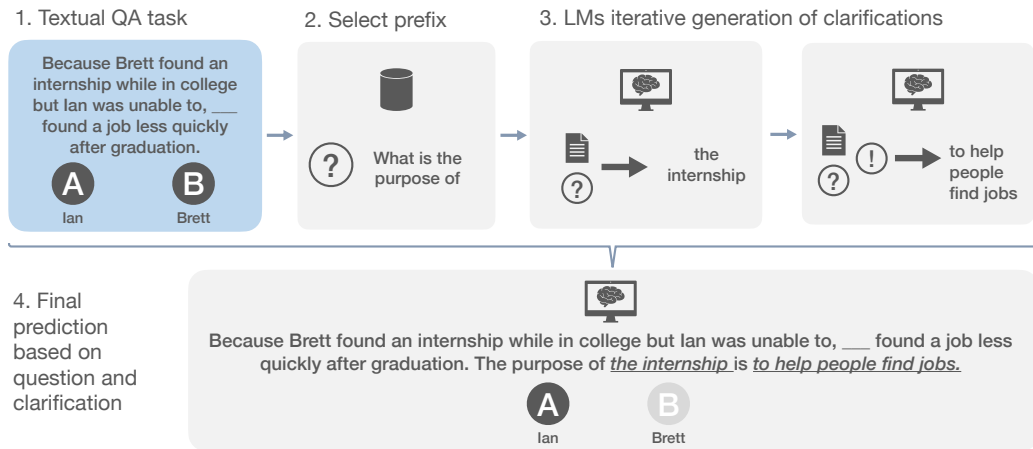 1. Textual QA task
2. Select prefix
3. LMs iterative generation of clarifications
Because Brett found an
internship while in college
but Ian was unable to, ___
found a job less quickly
after graduation.
A
B
Ian
Brett
?
What is the
purpose of
?
the
internship
?
!
to help
people
find jobs
4. Final
prediction
based on
question and
clarification
Because Brett found an internship while in college but Ian was unable to, ___ found a job less
quickly after graduation. The purpose of the internship is to help people find jobs.
A
B
Ian
Brett